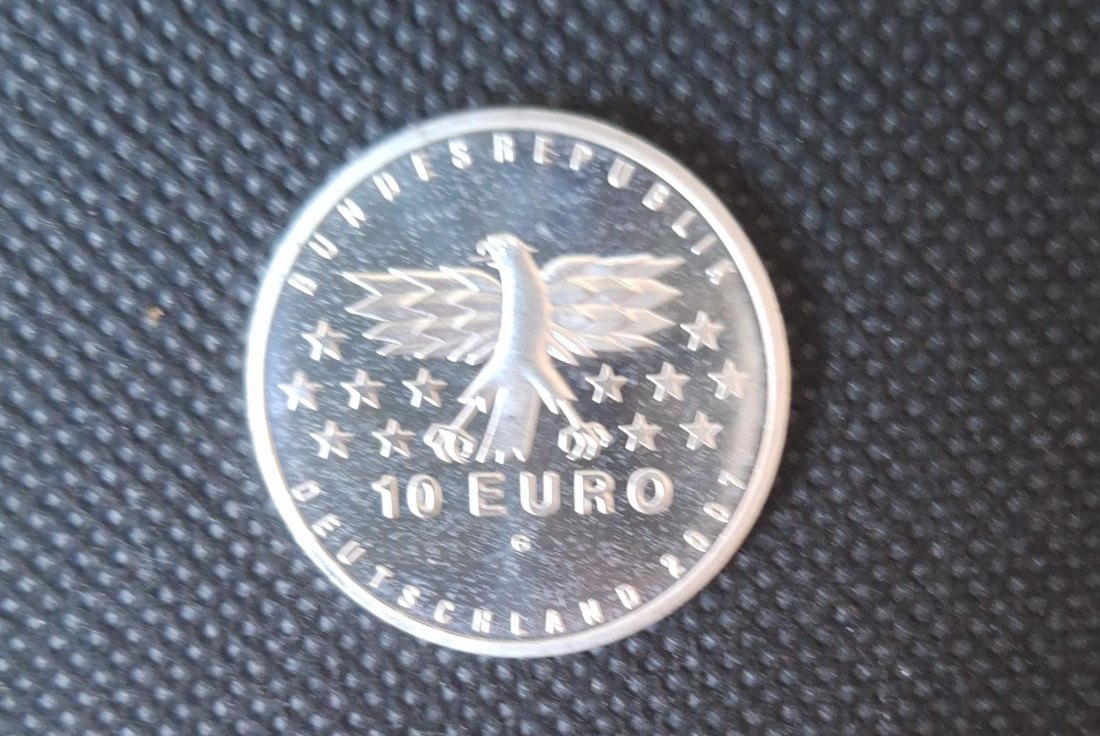 BUNDESREPUBLIK
10 EURO
G
DEUTSCHLAND 2007